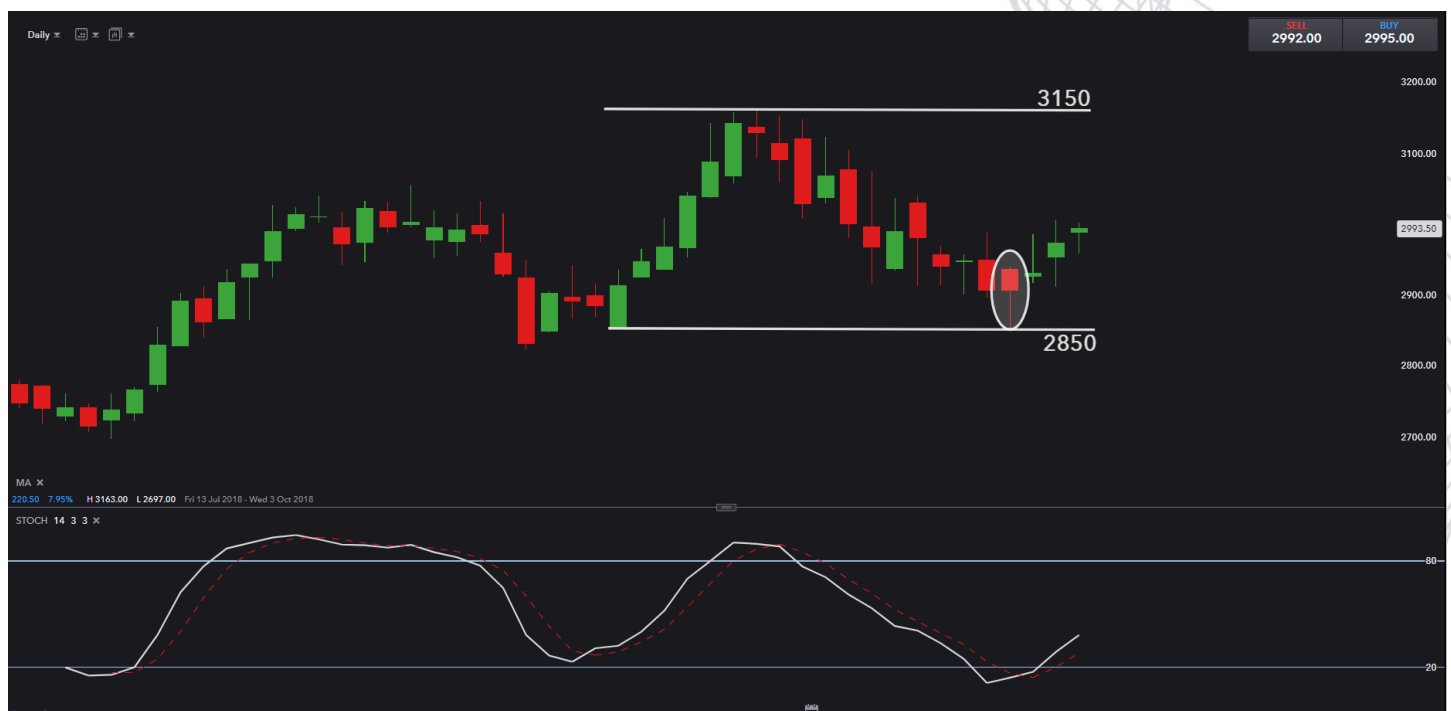 Daily
SELL
2992.00
BUY
2995.00
3200.00
3150
3100.00
2993.50
2900.00
2850
2800.00
2700.00
MA ×
220.50 7.95% H 3163.00 L 2697.00 Fri 13 Jul 2018 - Wed 3 Oct 2018
STOCH 14 3 3 ×
80
20